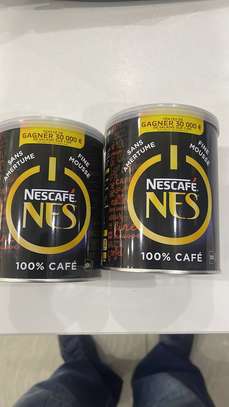 GAGNER 30 000 €
SANS
AMERTUME
FINE
MOUSSE
NESCAFÉ
NES
100% CAFÉ
GAGNER 30 000 €
SANS
AMERTUME
FINE
MOUSSE
NESCAFÉ
NES
100% CAFÉ